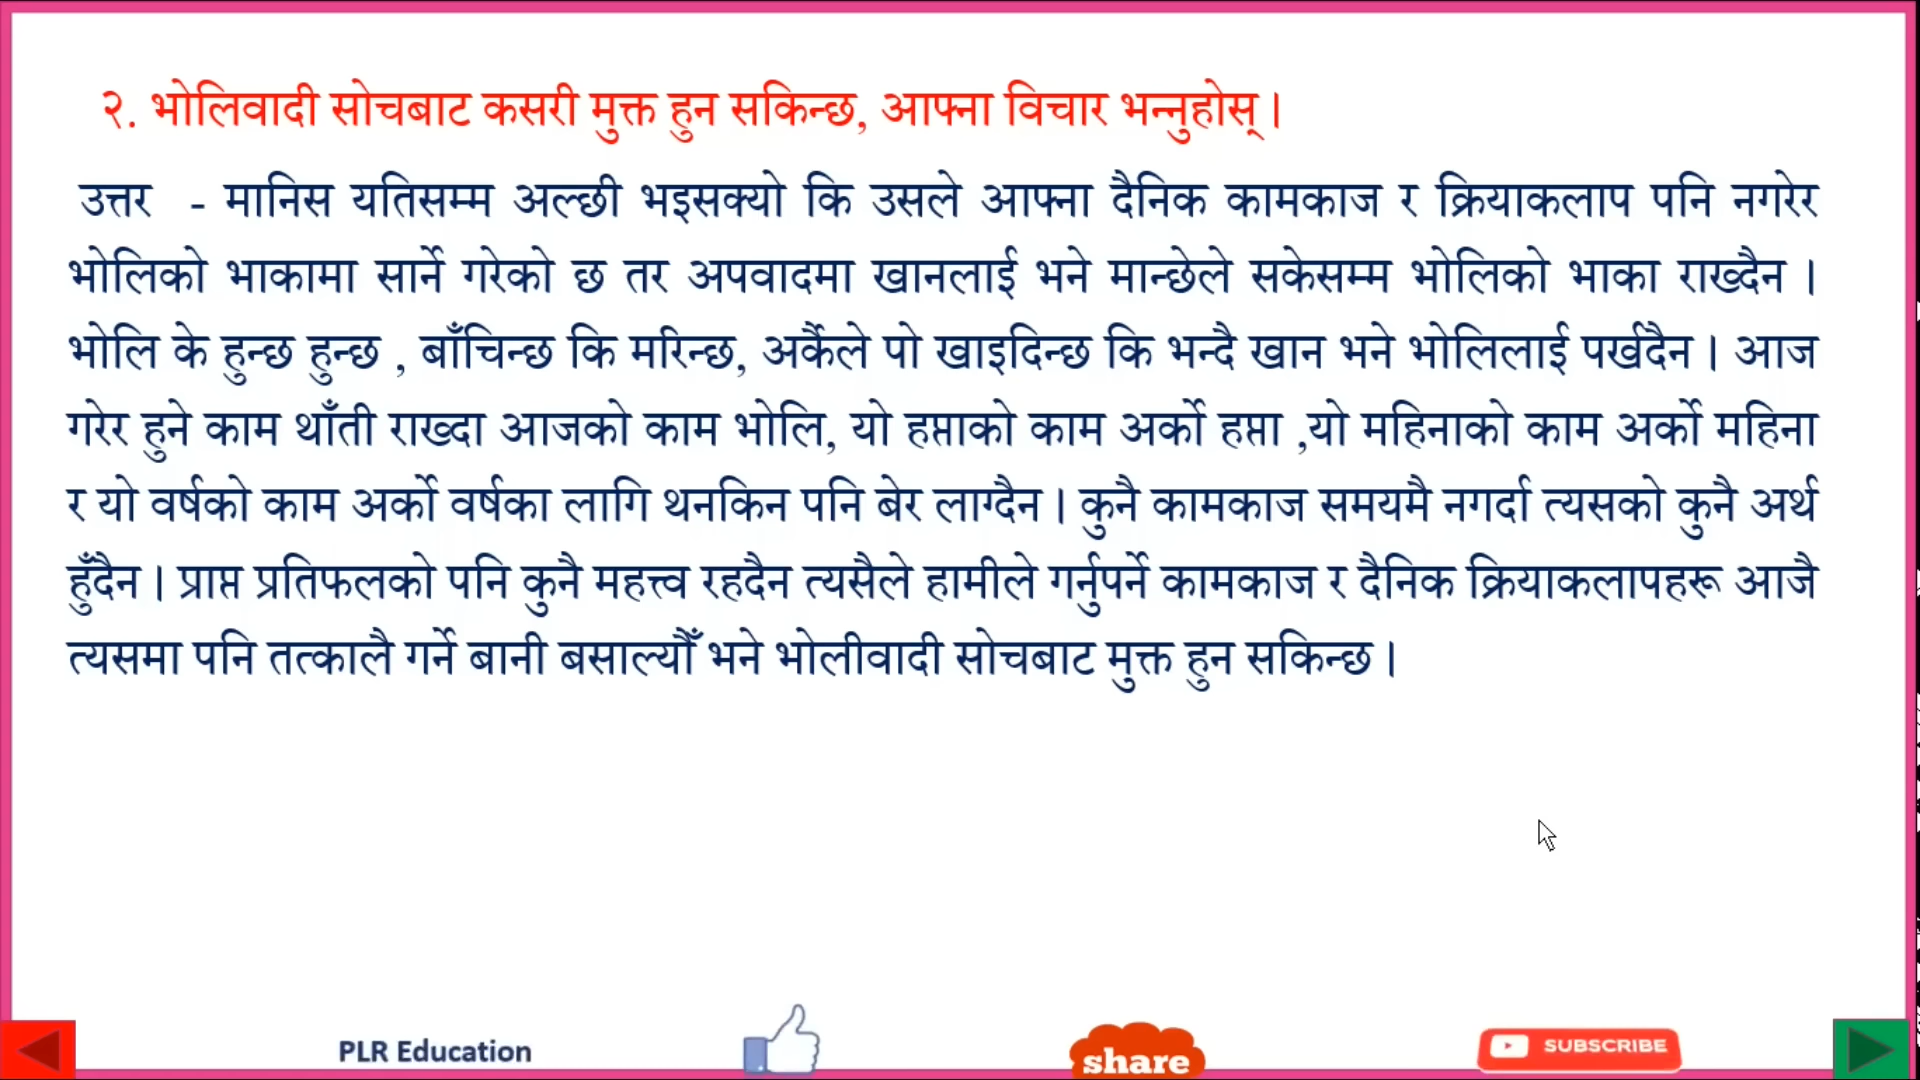 २. भोलिवादी सोचबाट कसरी मुक्त हुन सकिन्छ, आफ्ना विचार भन्नुहोस् ।
उत्तर - मानिस यतिसम्म अल्छी भइसक्यो कि उसले आफ्ना दैनिक कामकाज र क्रियाकलाप पनि नगरेर
भोलिको भाकामा सार्ने गरेको छ तर अपवादमा खानलाई भने मान्छेले सकेसम्म भोलिको भाका राख्दैन ।
भोलि के हुन्छ हुन्छ , बाँचिन्छ कि मरिन्छ, अर्कैले पो खाइदिन्छ कि भन्दै खान भने भोलिलाई पर्खदैन । आज
गरेर हुने काम थाँती राख्दा आजको काम भोलि, यो हप्ताको काम अर्को हप्ता ,यो महिनाको काम अर्को महिना
र यो वर्षको काम अर्को वर्षका लागि थनकिन पनि बेर लाग्दैन । कुनै कामकाज समयमै नगर्दा त्यसको कुनै अर्थ
हुँदैन । प्राप्त प्रतिफलको पनि कुनै महत्त्व रहदैन त्यसैले हामीले गर्नुपर्ने कामकाज र दैनिक क्रियाकलापहरू आजै
त्यसमा पनि तत्कालै गर्ने बानी बसाल्यौँ भने भोलीवादी सोचबाट मुक्त हुन सकिन्छ ।
PLR Education
share
SUBSCRIBE